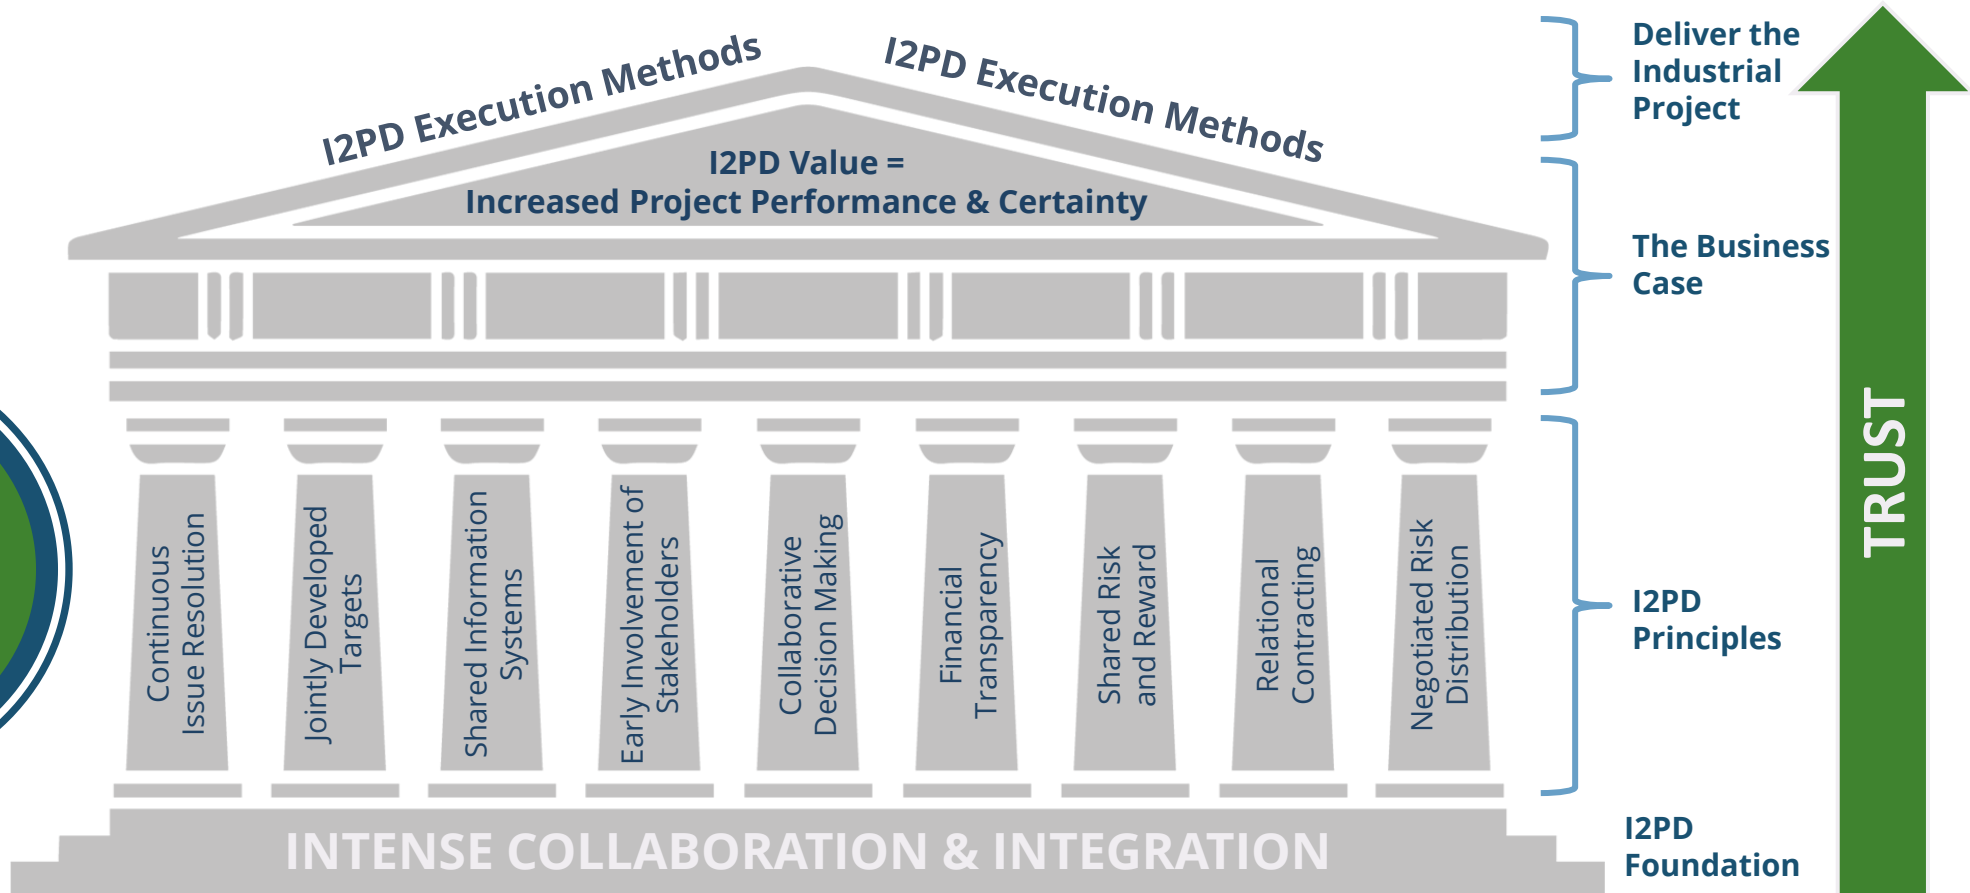 I2PD Execution Methods
I2PD Execution Methods
I2PD Value =
Increased Project Performance & Certainty
Continuous
Issue Resolution
Jointly Developed
Targets
Shared Information
Systems
Early Involvement of
Stakeholders
Collaborative
Decision Making
Financial
Transparency
Shared Risk
and Reward
Relational
Contracting
Negotiated Risk
Distribution
INTENSE COLLABORATION & INTEGRATION
Deliver the
Industrial
Project
The Business
Case
I2PD
Principles
I2PD
Foundation
TRUST